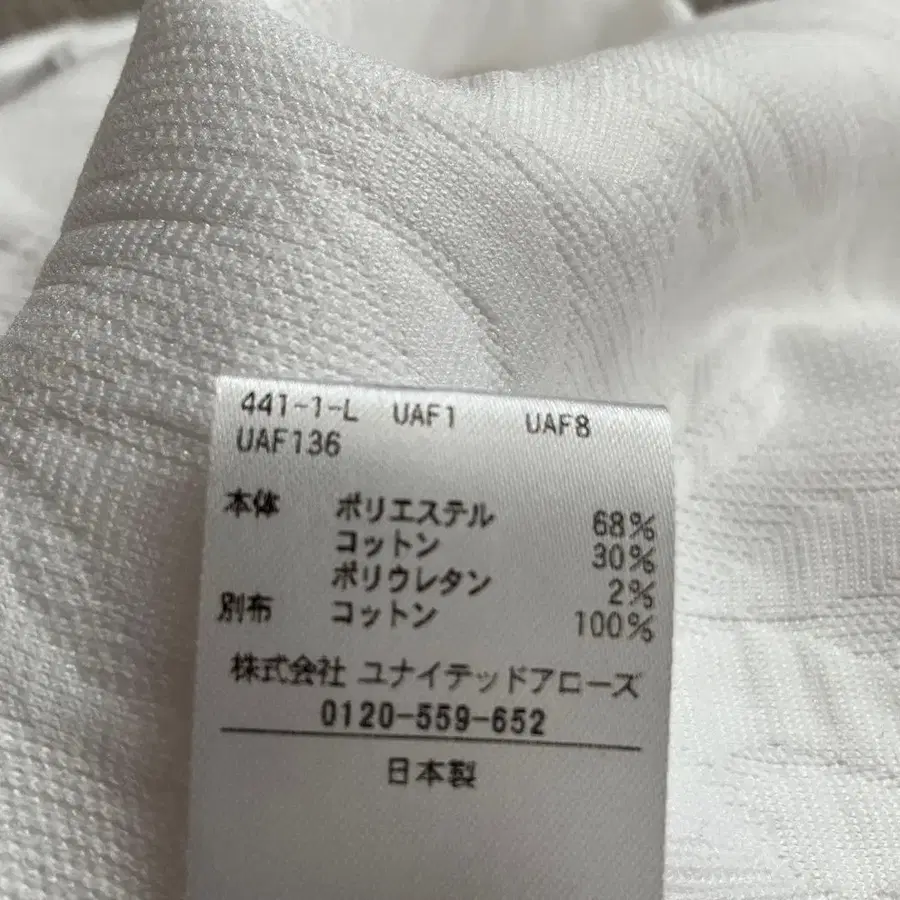 441-1-L UAF1 UAF8
UAF136
本体 ポリエステル 68%
コットン 30%
ポリウレタン 2%
別布 コットン 100%
株式会社 ユナイテッドアローズ
0120-559-652
日本製